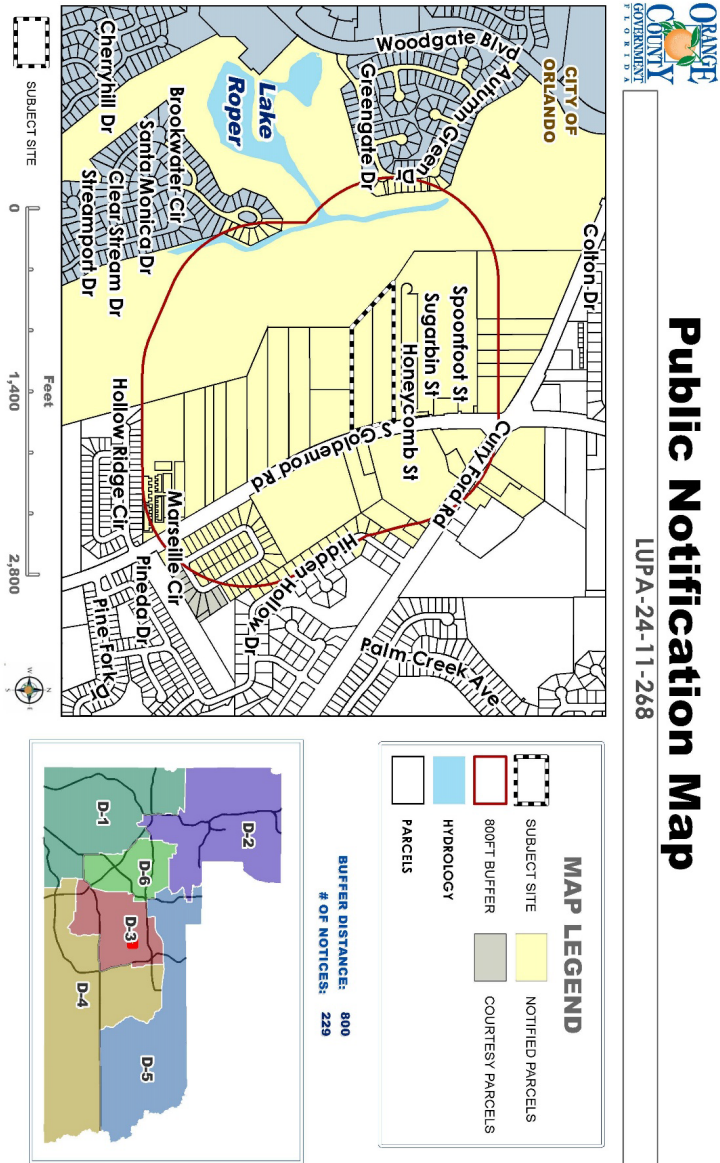 ORANGE
COUNTY
GOVERNMENT
FLORIDA
Public Notification Map
LUPA-24-11-268
Colton Dr
CITY OF
ORLANDO
Woodgate Blvd
Autumn Green Dr
Greengate Dr
Lake
Roper
Brookwater Cir
Santa Monica Dr
Clear Stream Dr
Streamport Dr
Cherryhill Dr
Spoonfoot St
Sugarbin St
Honeycomb St
S Goldenrod Rd
Curry Ford Rd
Hidden Hollow Dr
Palm Creek Ave
Marseille Cir
Hollow Ridge Cir
Pineda Dr
Pine Fork D
SUBJECT SITE
0
1,400
2,800
Feet
N
W
E
S
MAP LEGEND
SUBJECT SITE
NOTIFIED PARCELS
800FT BUFFER
COURTESY PARCELS
HYDROLOGY
PARCELS
BUFFER DISTANCE: 800
# OF NOTICES: 229
D-2
D-1
D-6
D-3
D-5
D-4